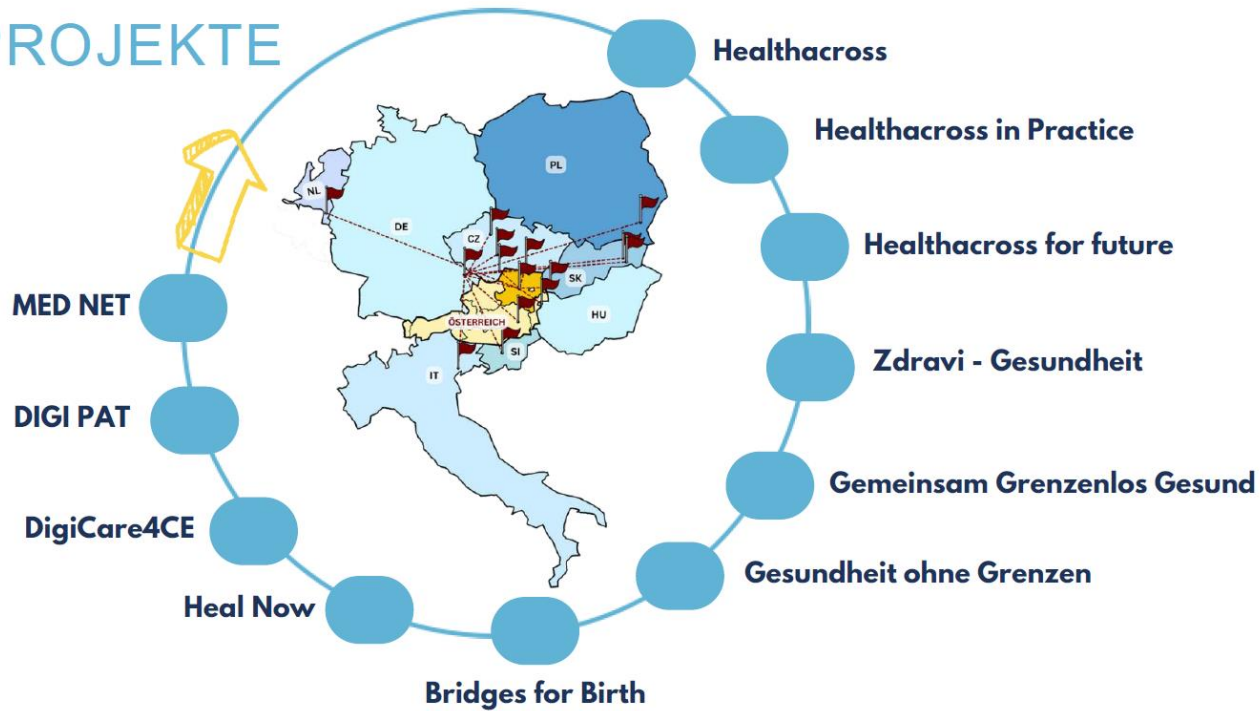 PROJEKTE
Healthacross
Healthacross in Practice
Healthacross for future
Zdravi - Gesundheit
Gemeinsam Grenzenlos Gesund
Gesundheit ohne Grenzen
Bridges for Birth
Heal Now
DigiCare4CE
DIGI PAT
MED NET
NL
DE
PL
CZ
SK
ÖSTERREICH
HU
SI
IT